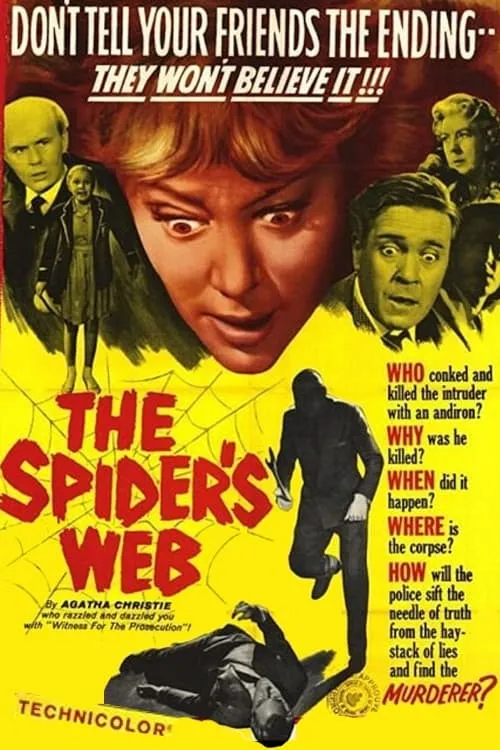 DON'T TELL YOUR FRIENDS THE ENDING--
THEY WON'T BELIEVE IT!!!
WHO conked and
killed the intruder
with an andiron?
WHY was he
killed?
WHEN did it
happen?
WHERE is
the corpse?
HOW will the
police sift the
needle of truth
from the hay-
stack of lies
and find the
MURDERER?
THE
SPIDER'S
WEB
By AGATHA CHRISTIE
who razzled and dazzled you
with "Witness For The Prosecution"!
TECHNICOLOR®